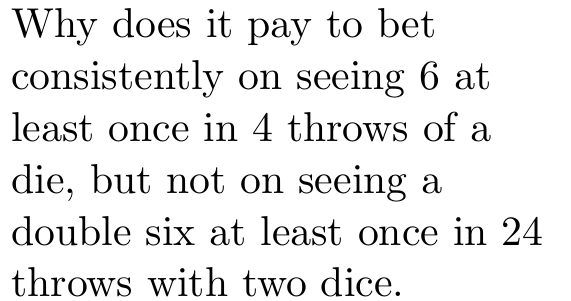 Why does it pay to bet
consistently on seeing 6 at
least once in 4 throws of a
die, but not on seeing a
double six at least once in 24
throws with two dice.